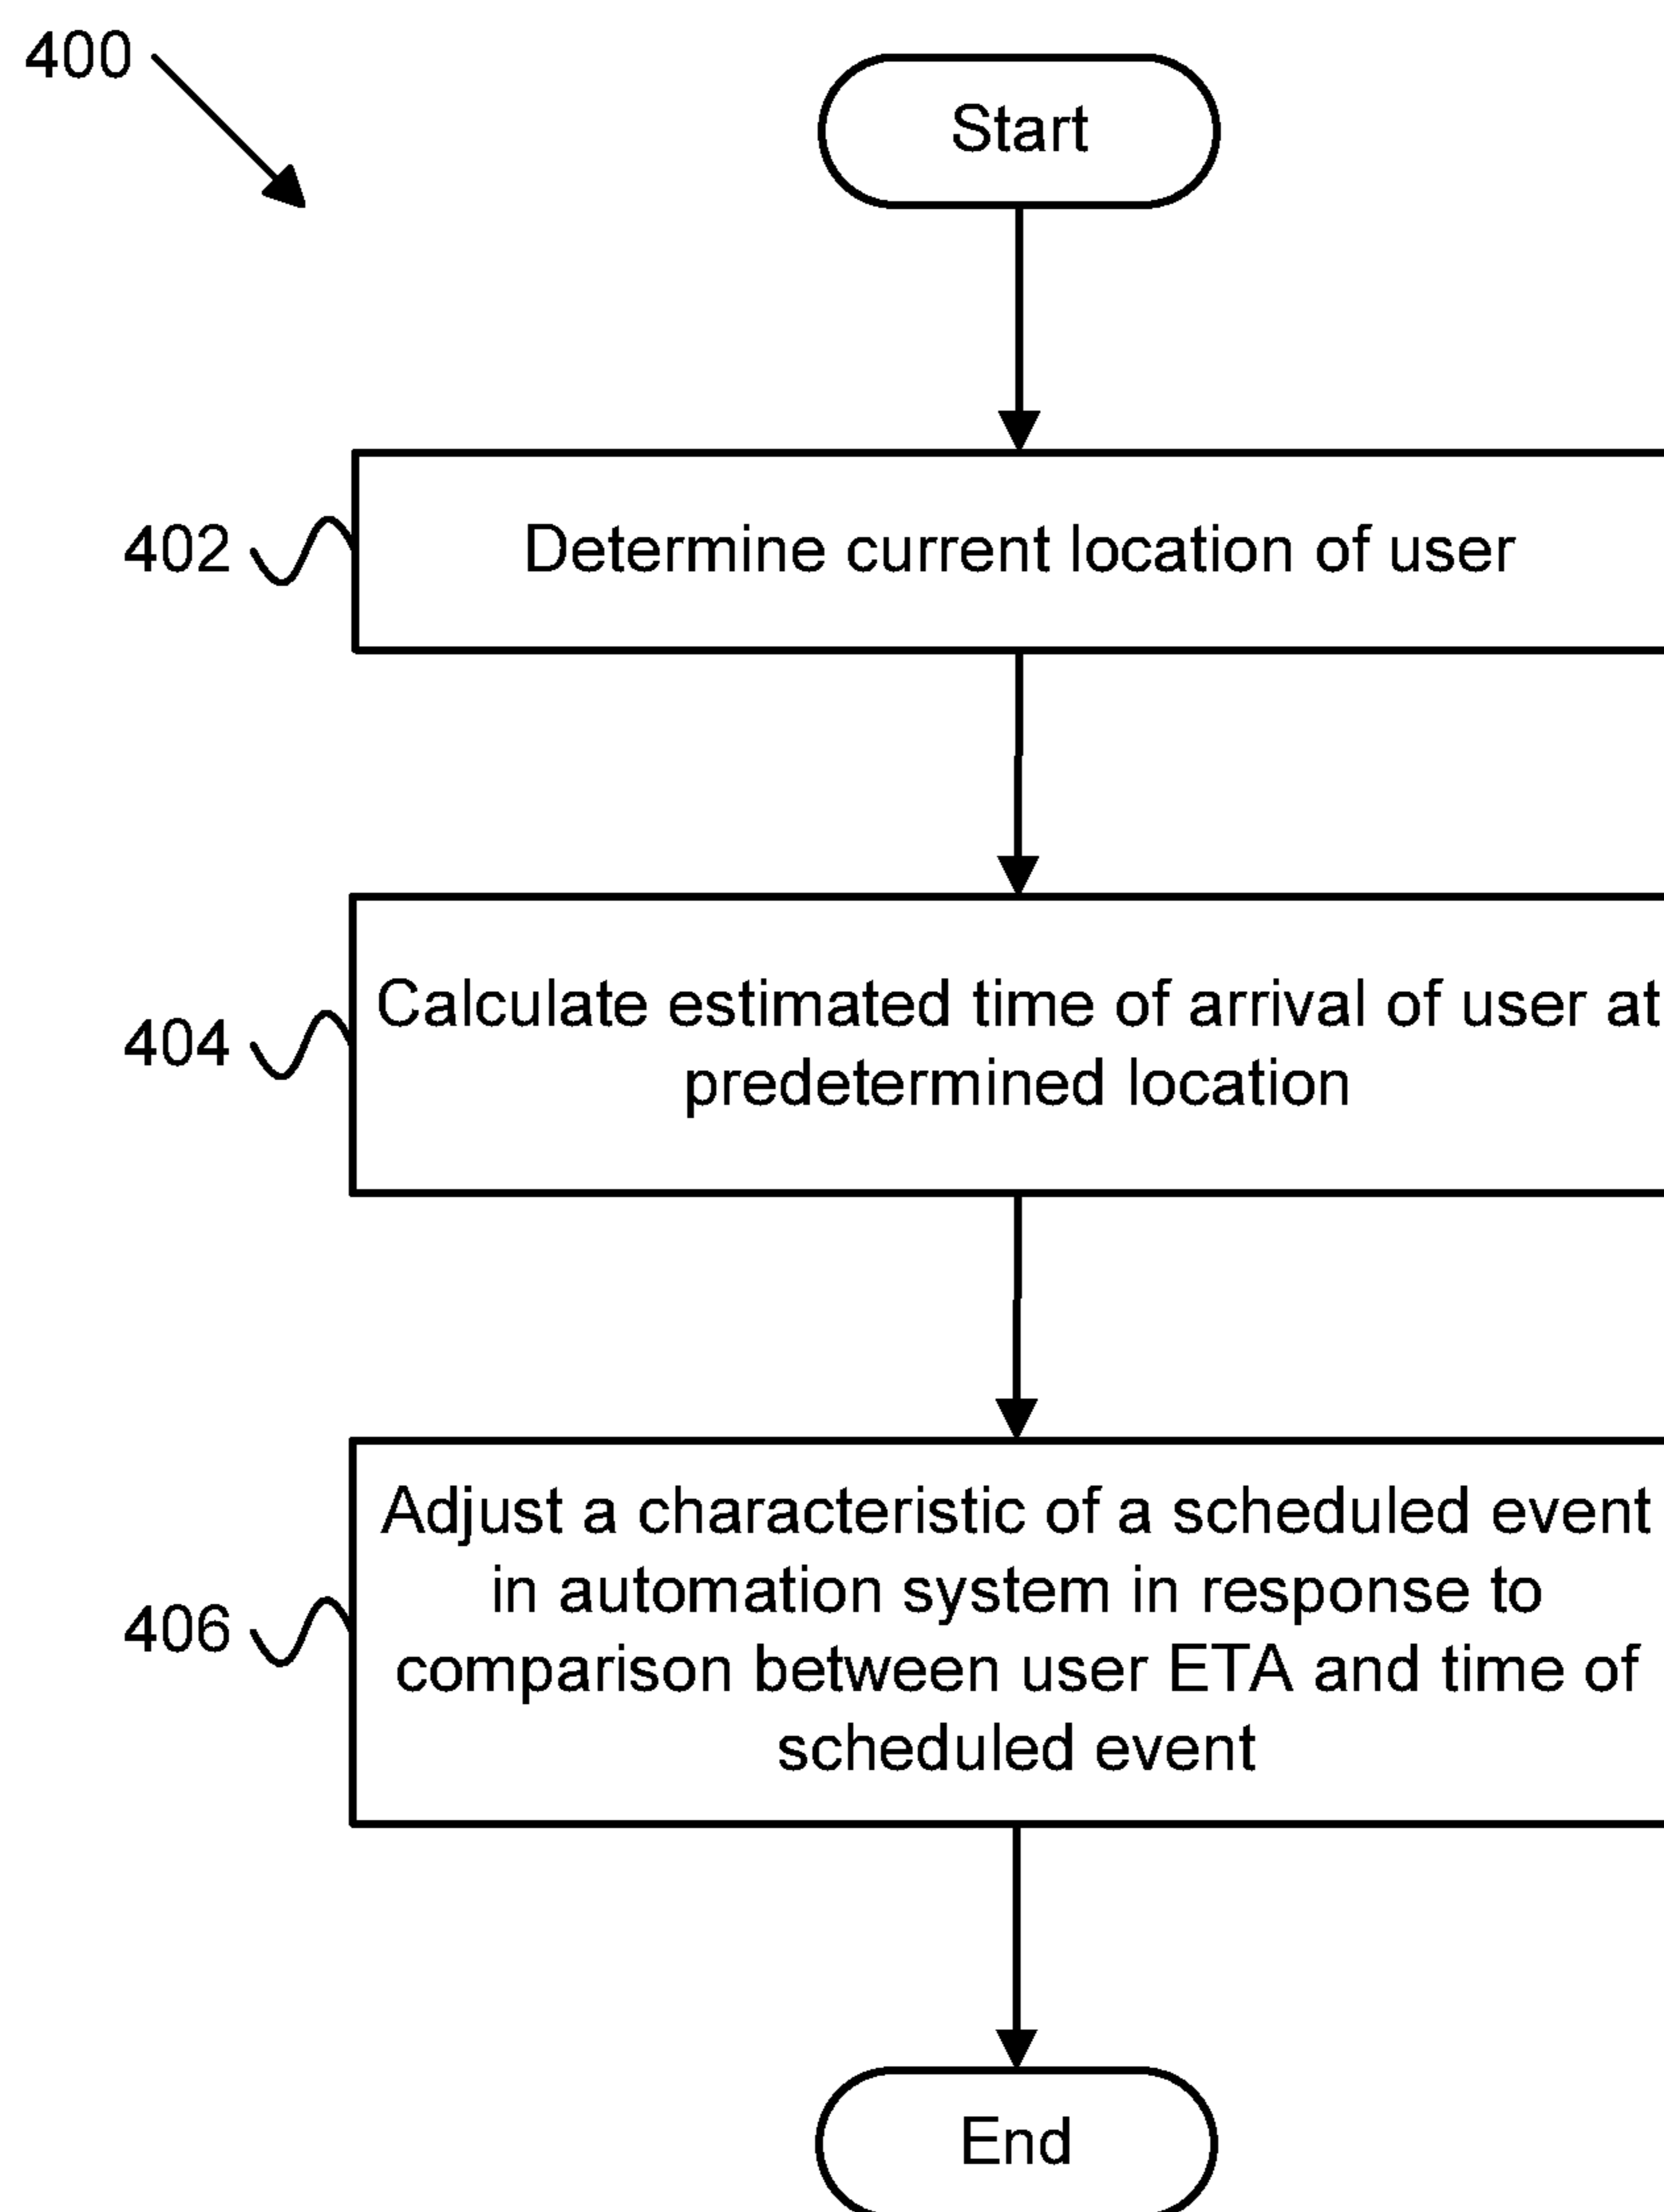 400
Start
402
Determine current location of user
404
Calculate estimated time of arrival of user at
predetermined location
406
Adjust a characteristic of a scheduled event
in automation system in response to
comparison between user ETA and time of
scheduled event
End